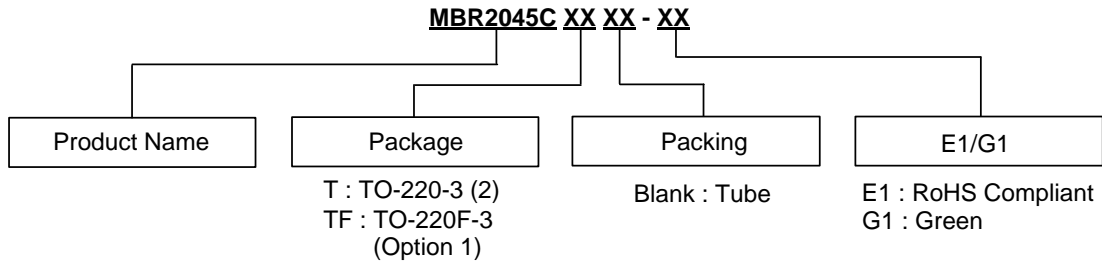 MBR2045C XX XX - XX
Product Name
Package
Packing
E1/G1
T : TO-220-3 (2)
TF : TO-220F-3
(Option 1)
Blank : Tube
E1 : RoHS Compliant
G1 : Green